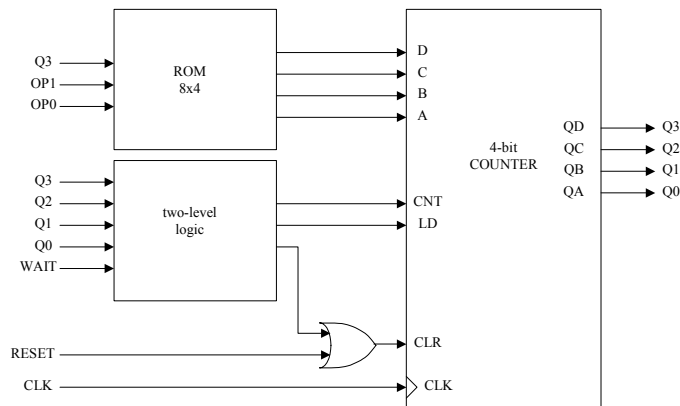 Q3
OP1
OP0
ROM
8x4
D
C
B
A
Q3
Q2
Q1
Q0
WAIT
two-level
logic
CNT
LD
4-bit
COUNTER
QD
QC
QB
QA
Q3
Q2
Q1
Q0
RESET
CLR
CLK
CLK